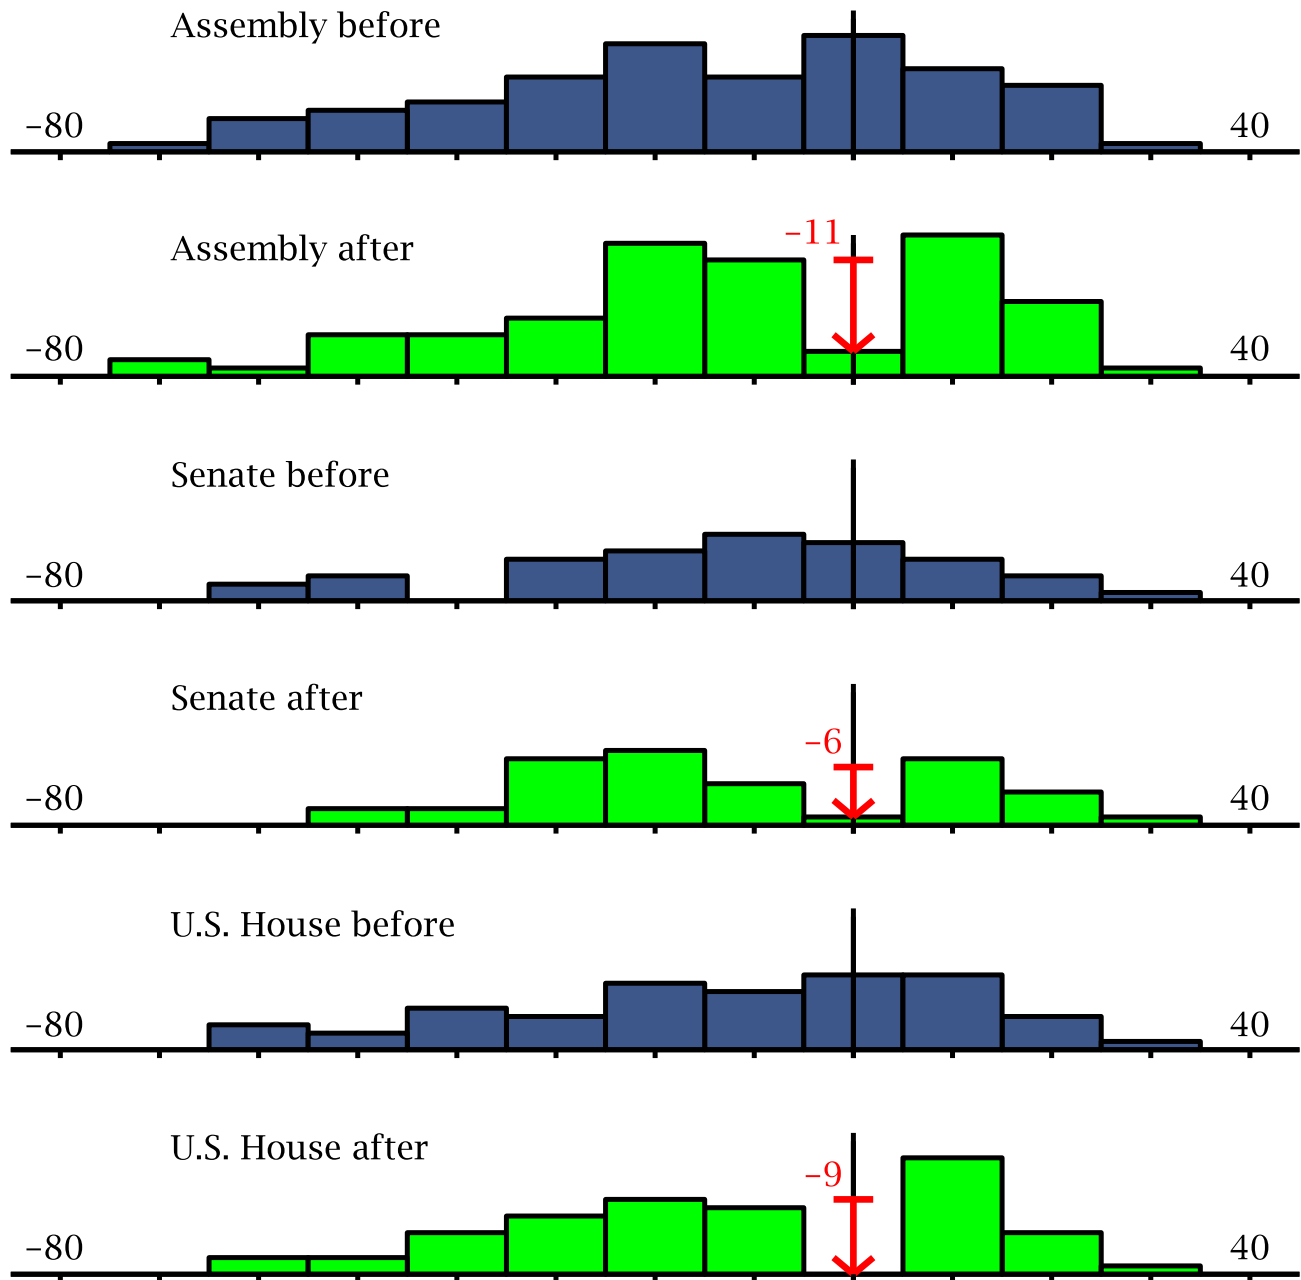 Assembly before
–80 40
–11
Assembly after
–80 40
Senate before
–80 40
Senate after
–6
–80 40
U.S. House before
–80 40
U.S. House after
–9
–80 40